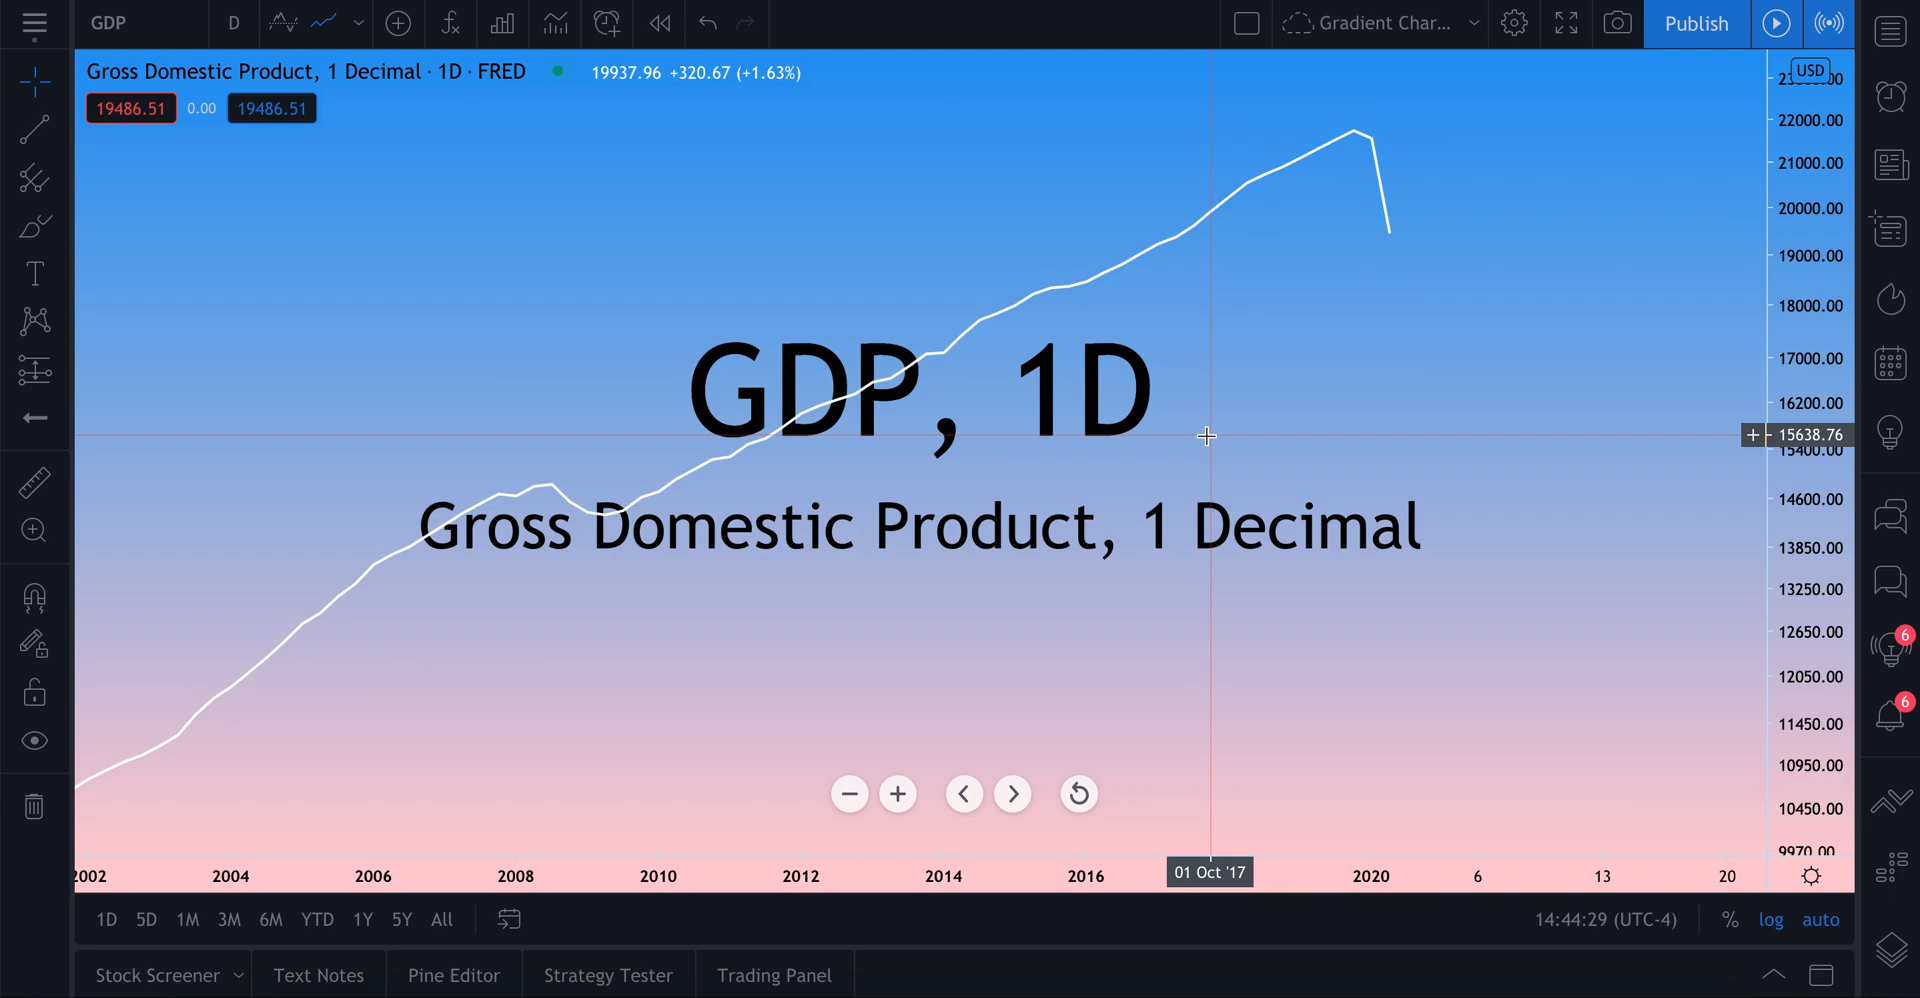 GDP D Gradient Char... Publish
Gross Domestic Product, 1 Decimal · 1D · FRED 19937.96 +320.67 (+1.63%)
19486.51 0.00 19486.51
USD
22000.00
21000.00
20000.00
19000.00
18000.00
17000.00
16200.00
15638.76
15400.00
14600.00
13850.00
13250.00
12650.00
12050.00
11450.00
10950.00
10450.00
9970.00
GDP, 1D
Gross Domestic Product, 1 Decimal
6
6
2002 2004 2006 2008 2010 2012 2014 2016 01 Oct '17 2020 6 13 20
1D 5D 1M 3M 6M YTD 1Y 5Y All 14:44:29 (UTC-4) % log auto
Stock Screener Text Notes Pine Editor Strategy Tester Trading Panel